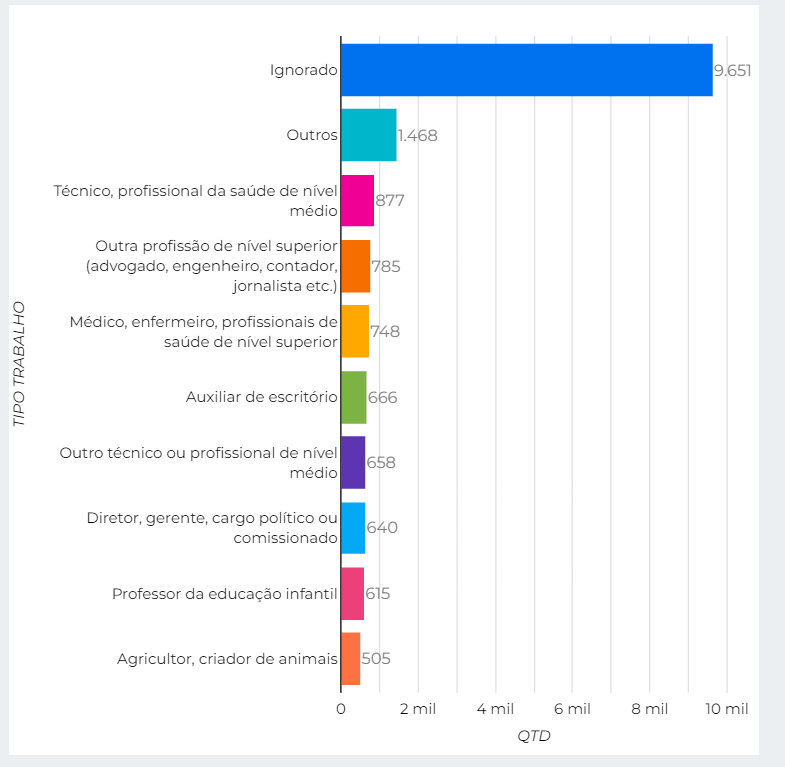 Ignorado
9.651
Outros
1.468
Técnico, profissional da saúde de nível
médio
877
Outra profissão de nível superior
(advogado, engenheiro, contador,
jornalista etc.)
785
Médico, enfermeiro, profissionais de
saúde de nível superior
748
Auxiliar de escritório
666
Outro técnico ou profissional de nível
médio
658
Diretor, gerente, cargo político ou
comissionado
640
Professor da educação infantil
615
Agricultor, criador de animais
505
TIPO TRABALHO
0
2 mil
4 mil
6 mil
8 mil
10 mil
QTD